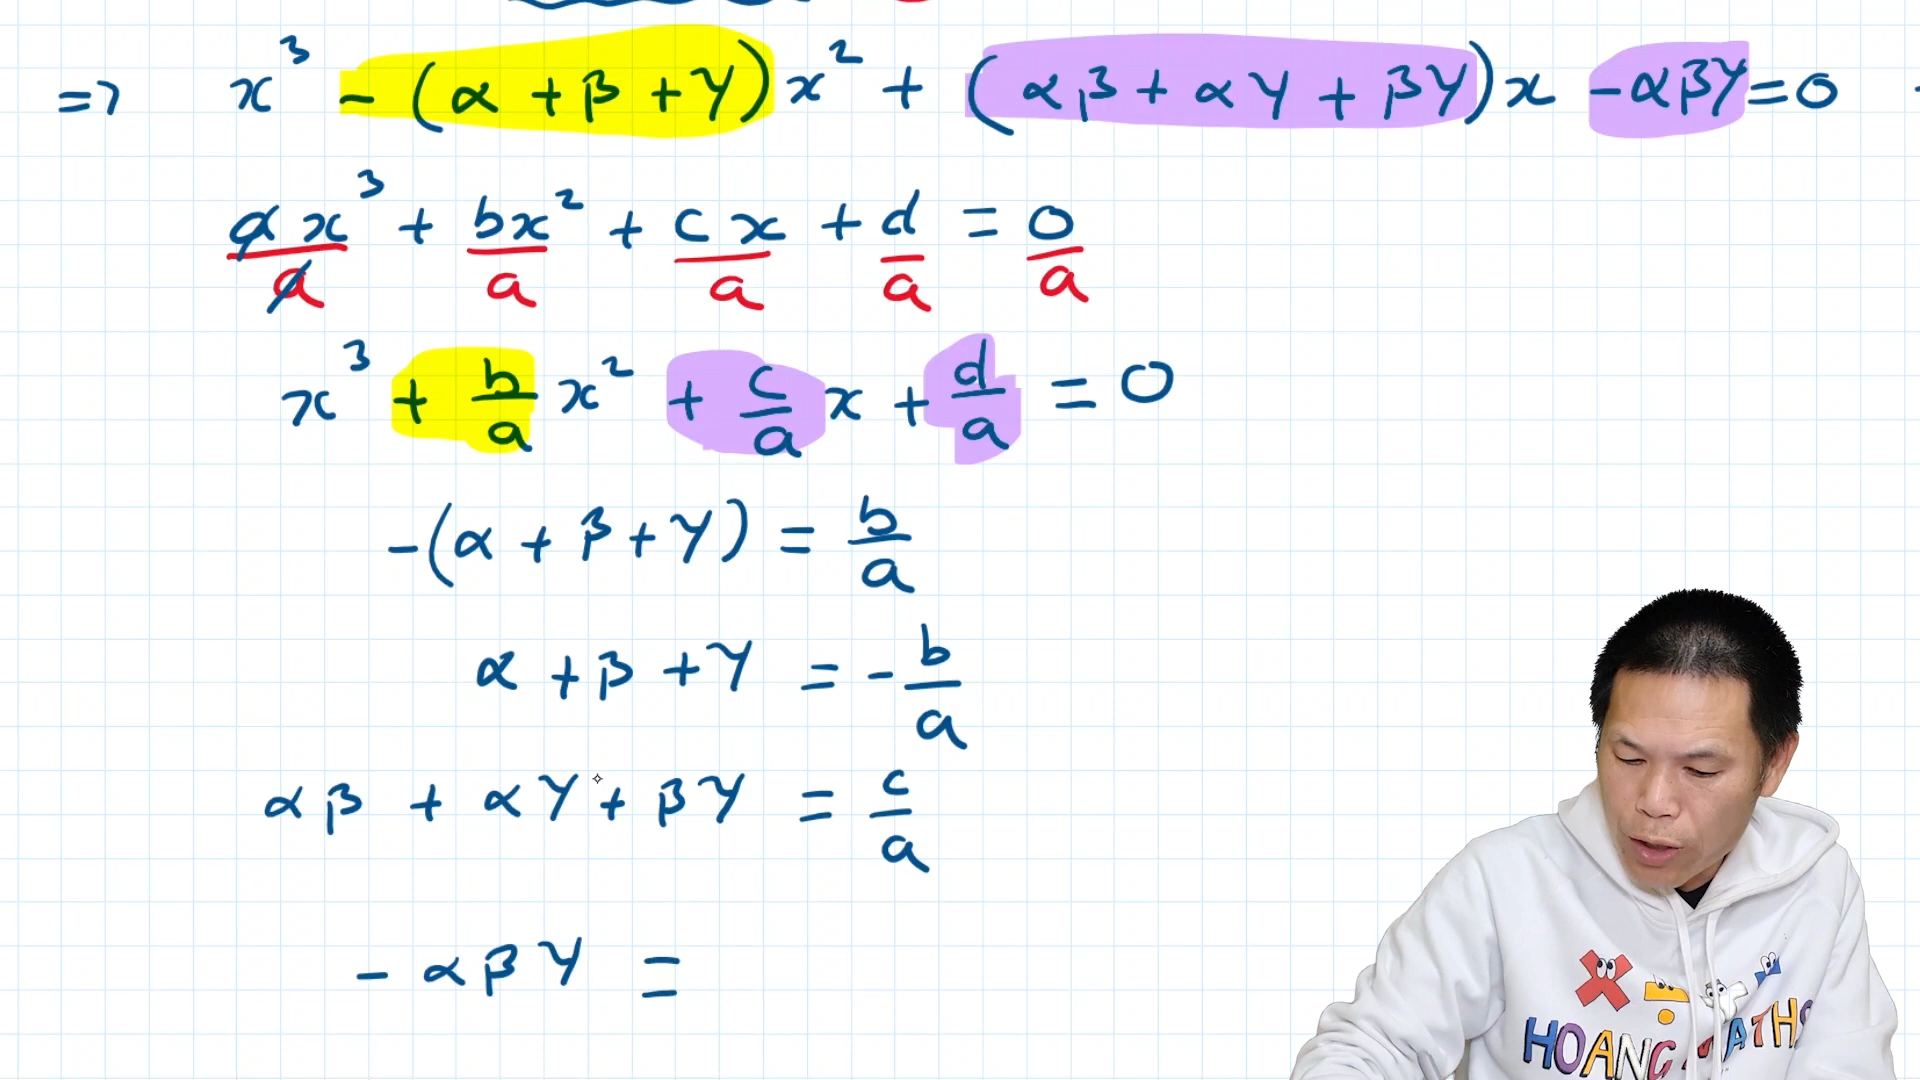 => x³ - (α + β + γ) x² + (αβ + αγ + βγ) x - αβγ = 0
ax³/a + bx²/a + cx/a + d/a = 0/a
x³ + b/a x² + c/a x + d/a = 0
-(α + β + γ) = b/a
α + β + γ = - b/a
αβ + αγ + βγ = c/a
- αβγ =
HOANG MATHS